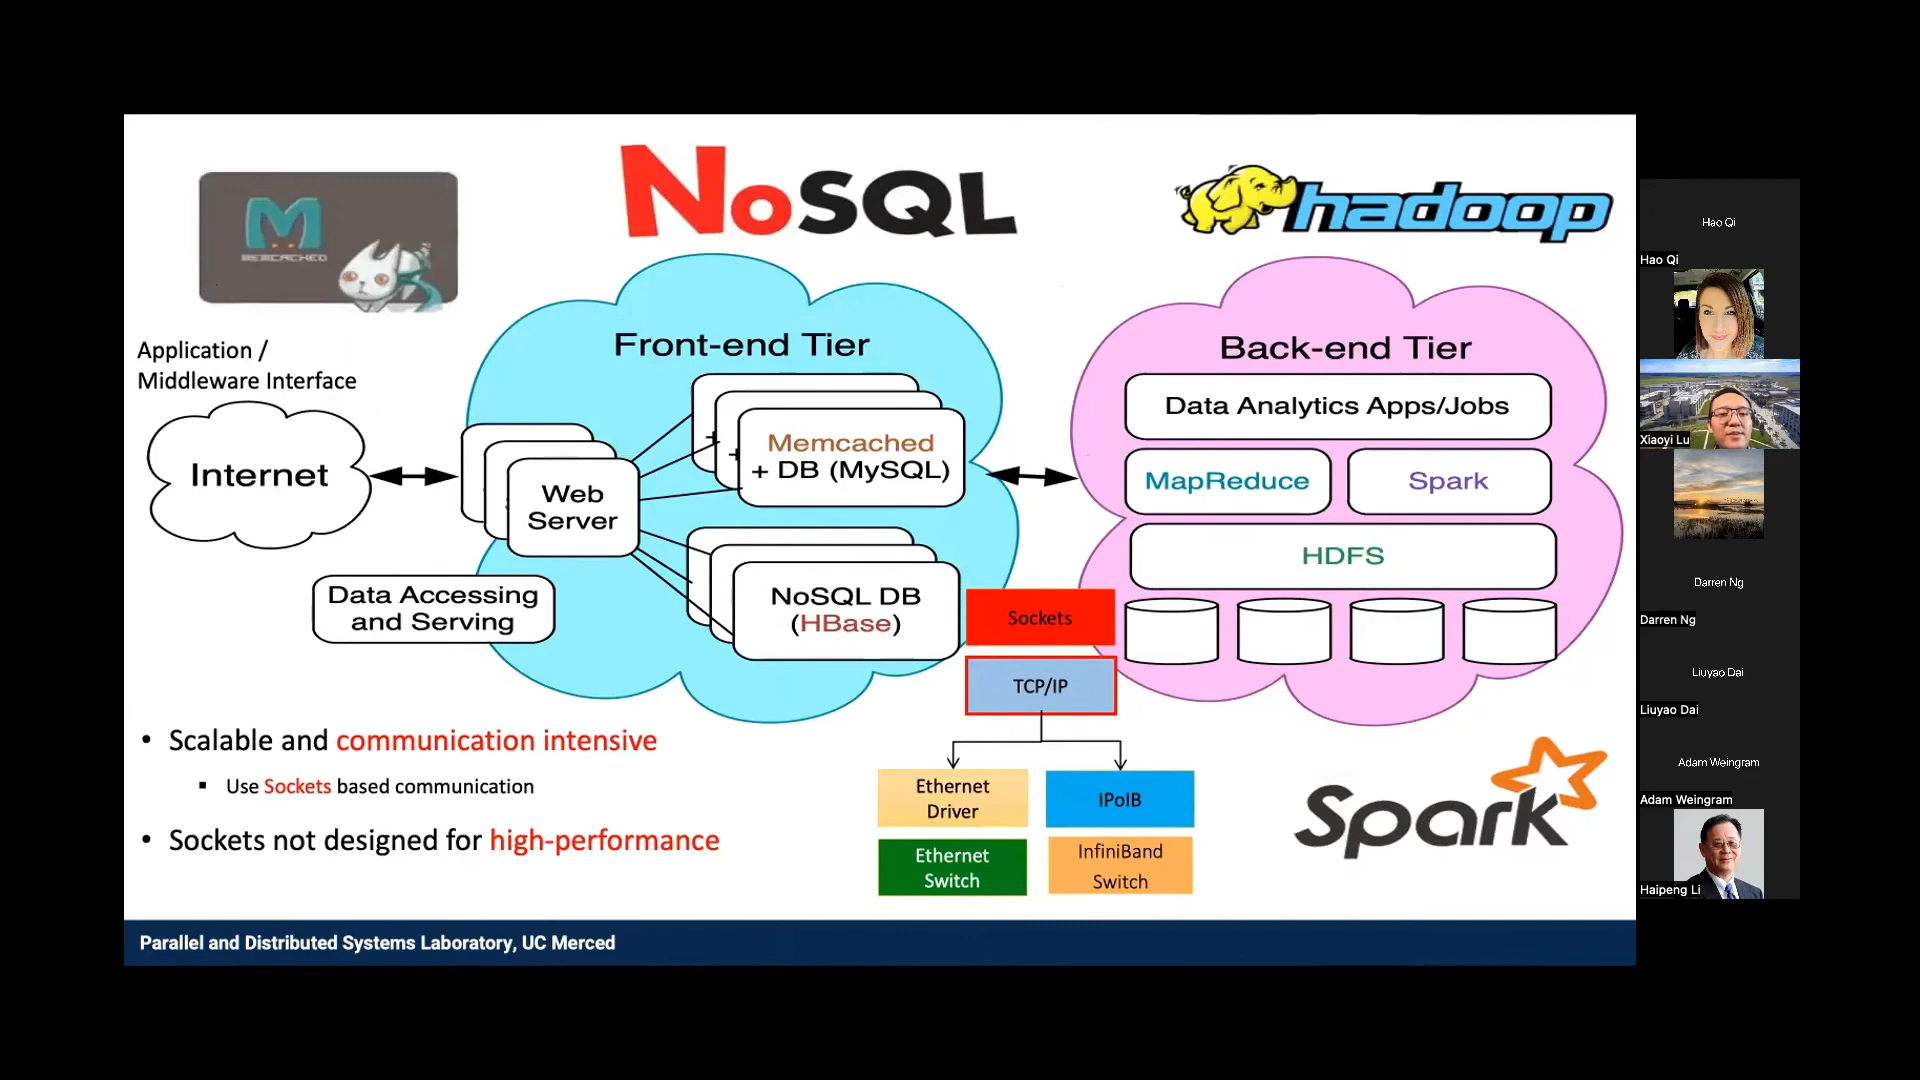 MEMCACHED
NoSQL
hadoop
Application /
Middleware Interface
Internet
Front-end Tier
Web
Server
Memcached
+ DB (MySQL)
NoSQL DB
(HBase)
Data Accessing
and Serving
Back-end Tier
Data Analytics Apps/Jobs
MapReduce
Spark
HDFS
Sockets
TCP/IP
Ethernet
Driver
IPoIB
Ethernet
Switch
InfiniBand
Switch
Spark
• Scalable and communication intensive
▪ Use Sockets based communication
• Sockets not designed for high-performance
Parallel and Distributed Systems Laboratory, UC Merced
Hao Qi
Hao Qi
Xiaoyi Lu
Darren Ng
Darren Ng
Liuyao Dai
Liuyao Dai
Adam Weingram
Adam Weingram
Haipeng Li